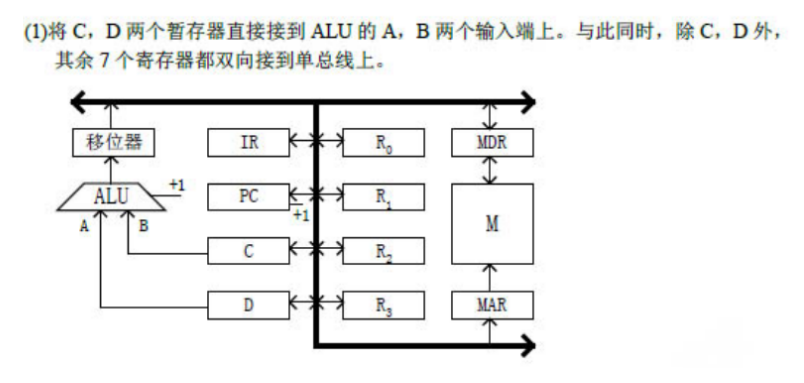 (1)将 C，D 两个暂存器直接接到 ALU 的 A，B 两个输入端上。与此同时，除 C，D 外，
其余 7 个寄存器都双向接到单总线上。
移位器
IR
R0
MDR
ALU
+1
PC
+1
R1
M
A
B
C
R2
D
R3
MAR